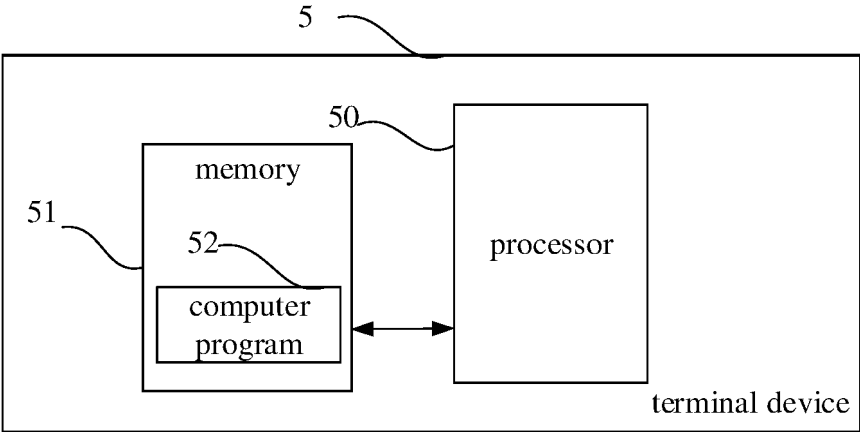 5
50
memory
51
52
processor
computer
program
terminal device